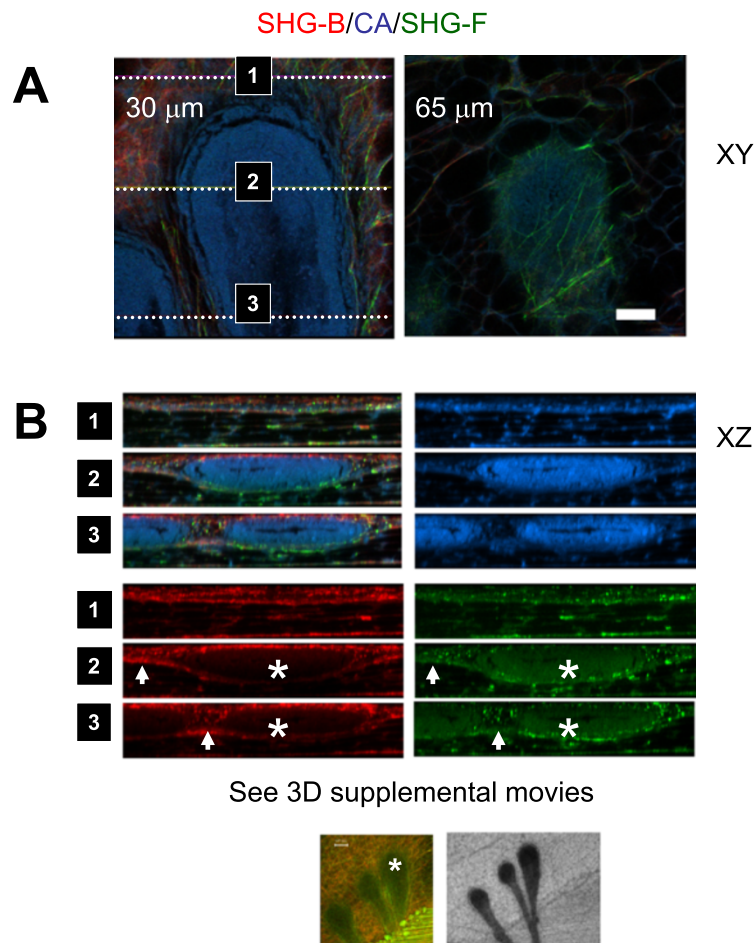 SHG-B/CA/SHG-F
A
1
30 μm
65 μm
2
3
XY
B
1
2
3
XZ
1
2
*
*
3
*
*
See 3D supplemental movies
*